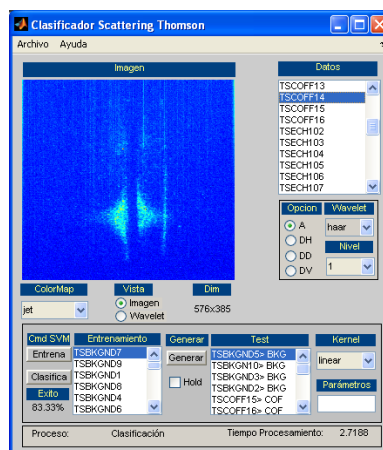 Clasificador Scattering Thomson
Archivo Ayuda
Imagen
Datos
TSCOFF13
TSCOFF14
TSCOFF15
TSCOFF16
TSECH102
TSECH103
TSECH104
TSECH105
TSECH106
TSECH107
Opcion Wavelet
A
DH
DD
DV
haar
Nivel
1
ColorMap
jet
Vista
Imagen
Wavelet
Dim
576x385
Cmd SVM
Entrena
Clasifica
Exito
83.33%
Entrenamiento
TSBKGND7
TSBKGND9
TSBKGND1
TSBKGND8
TSBKGND4
TSBKGND6
Generar
Generar
Hold
Test
TSBKGND5> BKG
TSBKGND10> BKG
TSBKGND3> BKG
TSBKGND2> BKG
TSCOFF15> COF
TSCOFF16> COF
Kernel
linear
Parámetros
Proceso: Clasificación Tiempo Procesamiento: 2.7188